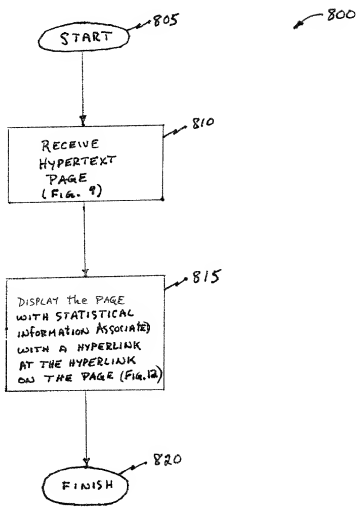 805
800
START
810
RECEIVE
HYPERTEXT
PAGE
(FIG. 9)
815
DISPLAY the PAGE
WITH STATISTICAL
INFORMATION ASSOCIATED
WITH A HYPERLINK
AT THE HYPERLINK
ON THE PAGE (FIG. 12)
820
FINISH